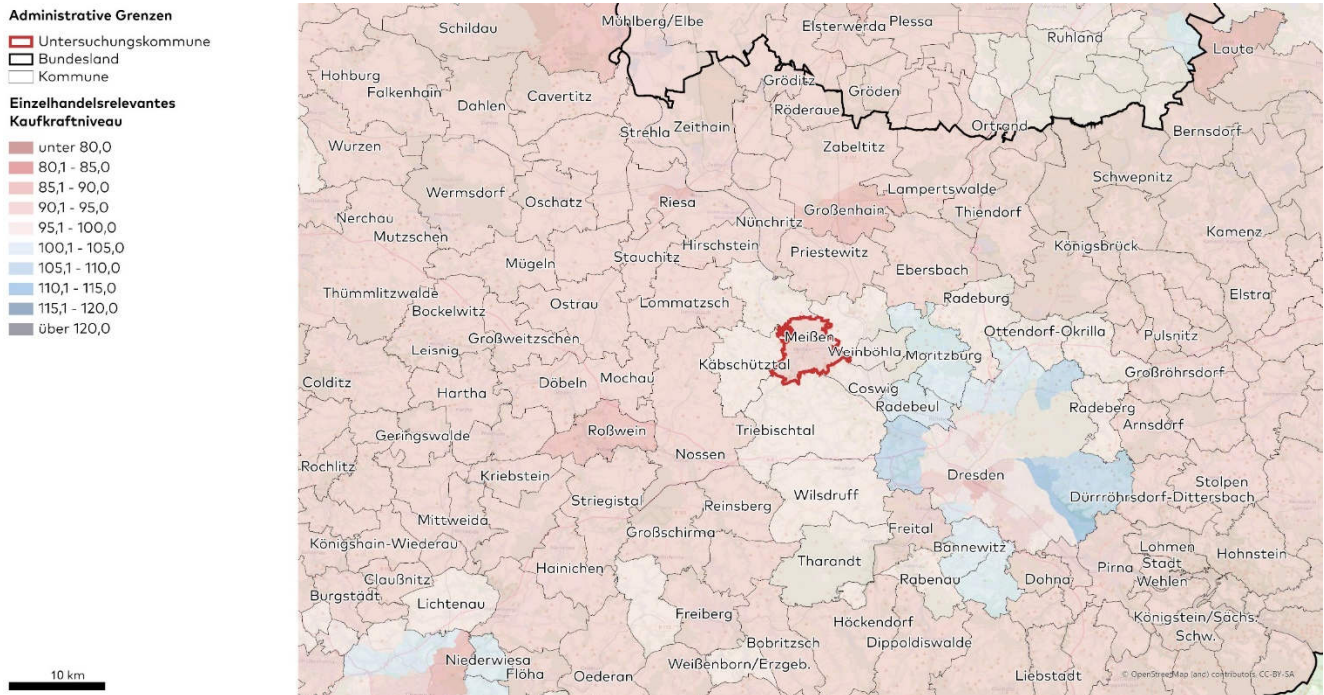 Administrative Grenzen
Untersuchungskommune
Bundesland
Kommune
Einzelhandelsrelevantes
Kaufkraftniveau
unter 80,0
80,1 - 85,0
85,1 - 90,0
90,1 - 95,0
95,1 - 100,0
100,1 - 105,0
105,1 - 110,0
110,1 - 115,0
115,1 - 120,0
über 120,0
10 km
Mühlberg/Elbe
Elsterwerda
Plessa
Schildau
Ruhland
Lauta
Hohburg
Falkenhain
Dahlen
Cavertitz
Gröditz
Gröden
Röderaue
Strehla
Zeithain
Ortrand
Bernsdorf
Wurzen
Zabeltitz
Schwepnitz
Wermsdorf
Oschatz
Riesa
Lampertswalde
Großenhain
Thiendorf
Nerchau
Mutzschen
Nünchritz
Kamenz
Hirschstein
Priestewitz
Königsbrück
Stauchitz
Mügeln
Ebersbach
Thümmlitzwalde
Bockelwitz
Ostrau
Lommatzsch
Radeburg
Elstra
Großweitzschen
Meißen
Ottendorf-Okrilla
Pulsnitz
Leisnig
Weinböhla
Moritzburg
Käbschütztal
Großröhrsdorf
Colditz
Hartha
Döbeln
Mochau
Coswig
Radebeul
Radeberg
Arnsdorf
Geringswalde
Roßwein
Triebischtal
Nossen
Rochlitz
Kriebstein
Dresden
Stolpen
Striegistal
Reinsberg
Wilsdruff
Dürrröhrsdorf-Dittersbach
Mittweida
Großschirma
Freital
Königshain-Wiederau
Bannewitz
Lohmen
Hohnstein
Tharandt
Stadt
Wehlen
Claußnitz
Hainichen
Rabenau
Dohna
Pirna
Burgstädt
Lichtenau
Freiberg
Höckendorf
Königstein/Sächs.
Schw.
Bobritzsch
Dippoldiswalde
Niederwiesa
Flöha
Oederan
Weißenborn/Erzgeb.
Liebstadt
© OpenStreetMap (and) contributors, CC-BY-SA